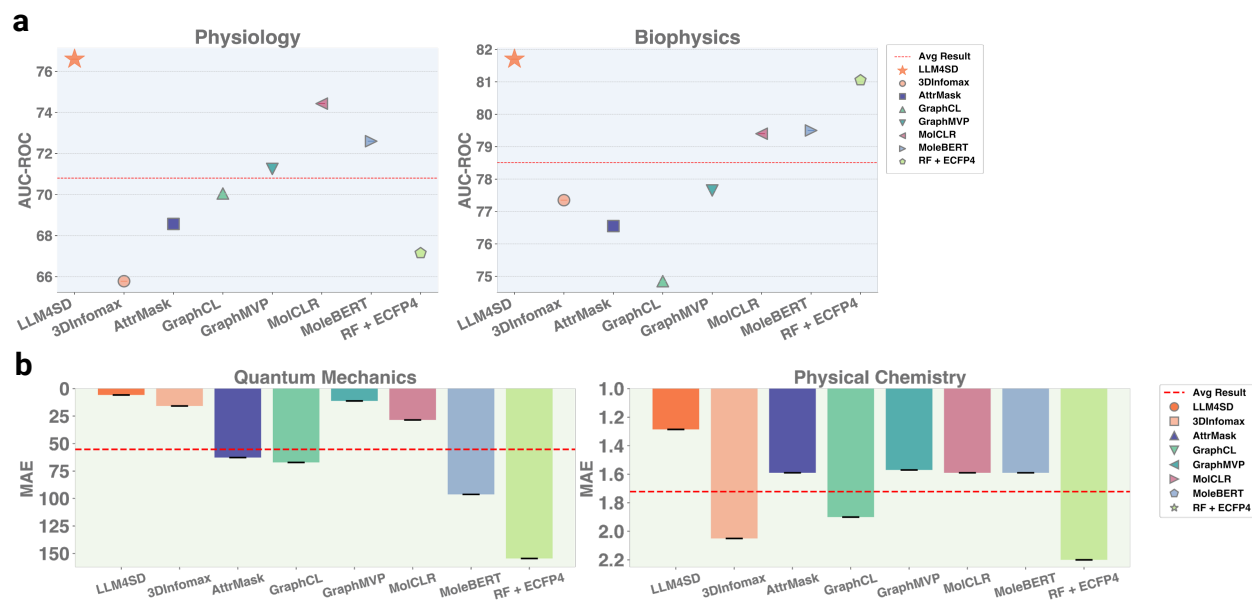 a
Physiology
AUC-ROC
76
74
72
70
68
66
LLM4SD
3DInfomax
AttrMask
GraphCL
GraphMVP
MolCLR
MoleBERT
RF + ECFP4
Biophysics
AUC-ROC
82
81
80
79
78
77
76
75
LLM4SD
3DInfomax
AttrMask
GraphCL
GraphMVP
MolCLR
MoleBERT
RF + ECFP4
Avg Result
LLM4SD
3DInfomax
AttrMask
GraphCL
GraphMVP
MolCLR
MoleBERT
RF + ECFP4
b
Quantum Mechanics
MAE
0
25
50
75
100
125
150
LLM4SD
3DInfomax
AttrMask
GraphCL
GraphMVP
MolCLR
MoleBERT
RF + ECFP4
Physical Chemistry
MAE
1.0
1.2
1.4
1.6
1.8
2.0
2.2
LLM4SD
3DInfomax
AttrMask
GraphCL
GraphMVP
MolCLR
MoleBERT
RF + ECFP4
Avg Result
LLM4SD
3DInfomax
AttrMask
GraphCL
GraphMVP
MolCLR
MoleBERT
RF + ECFP4